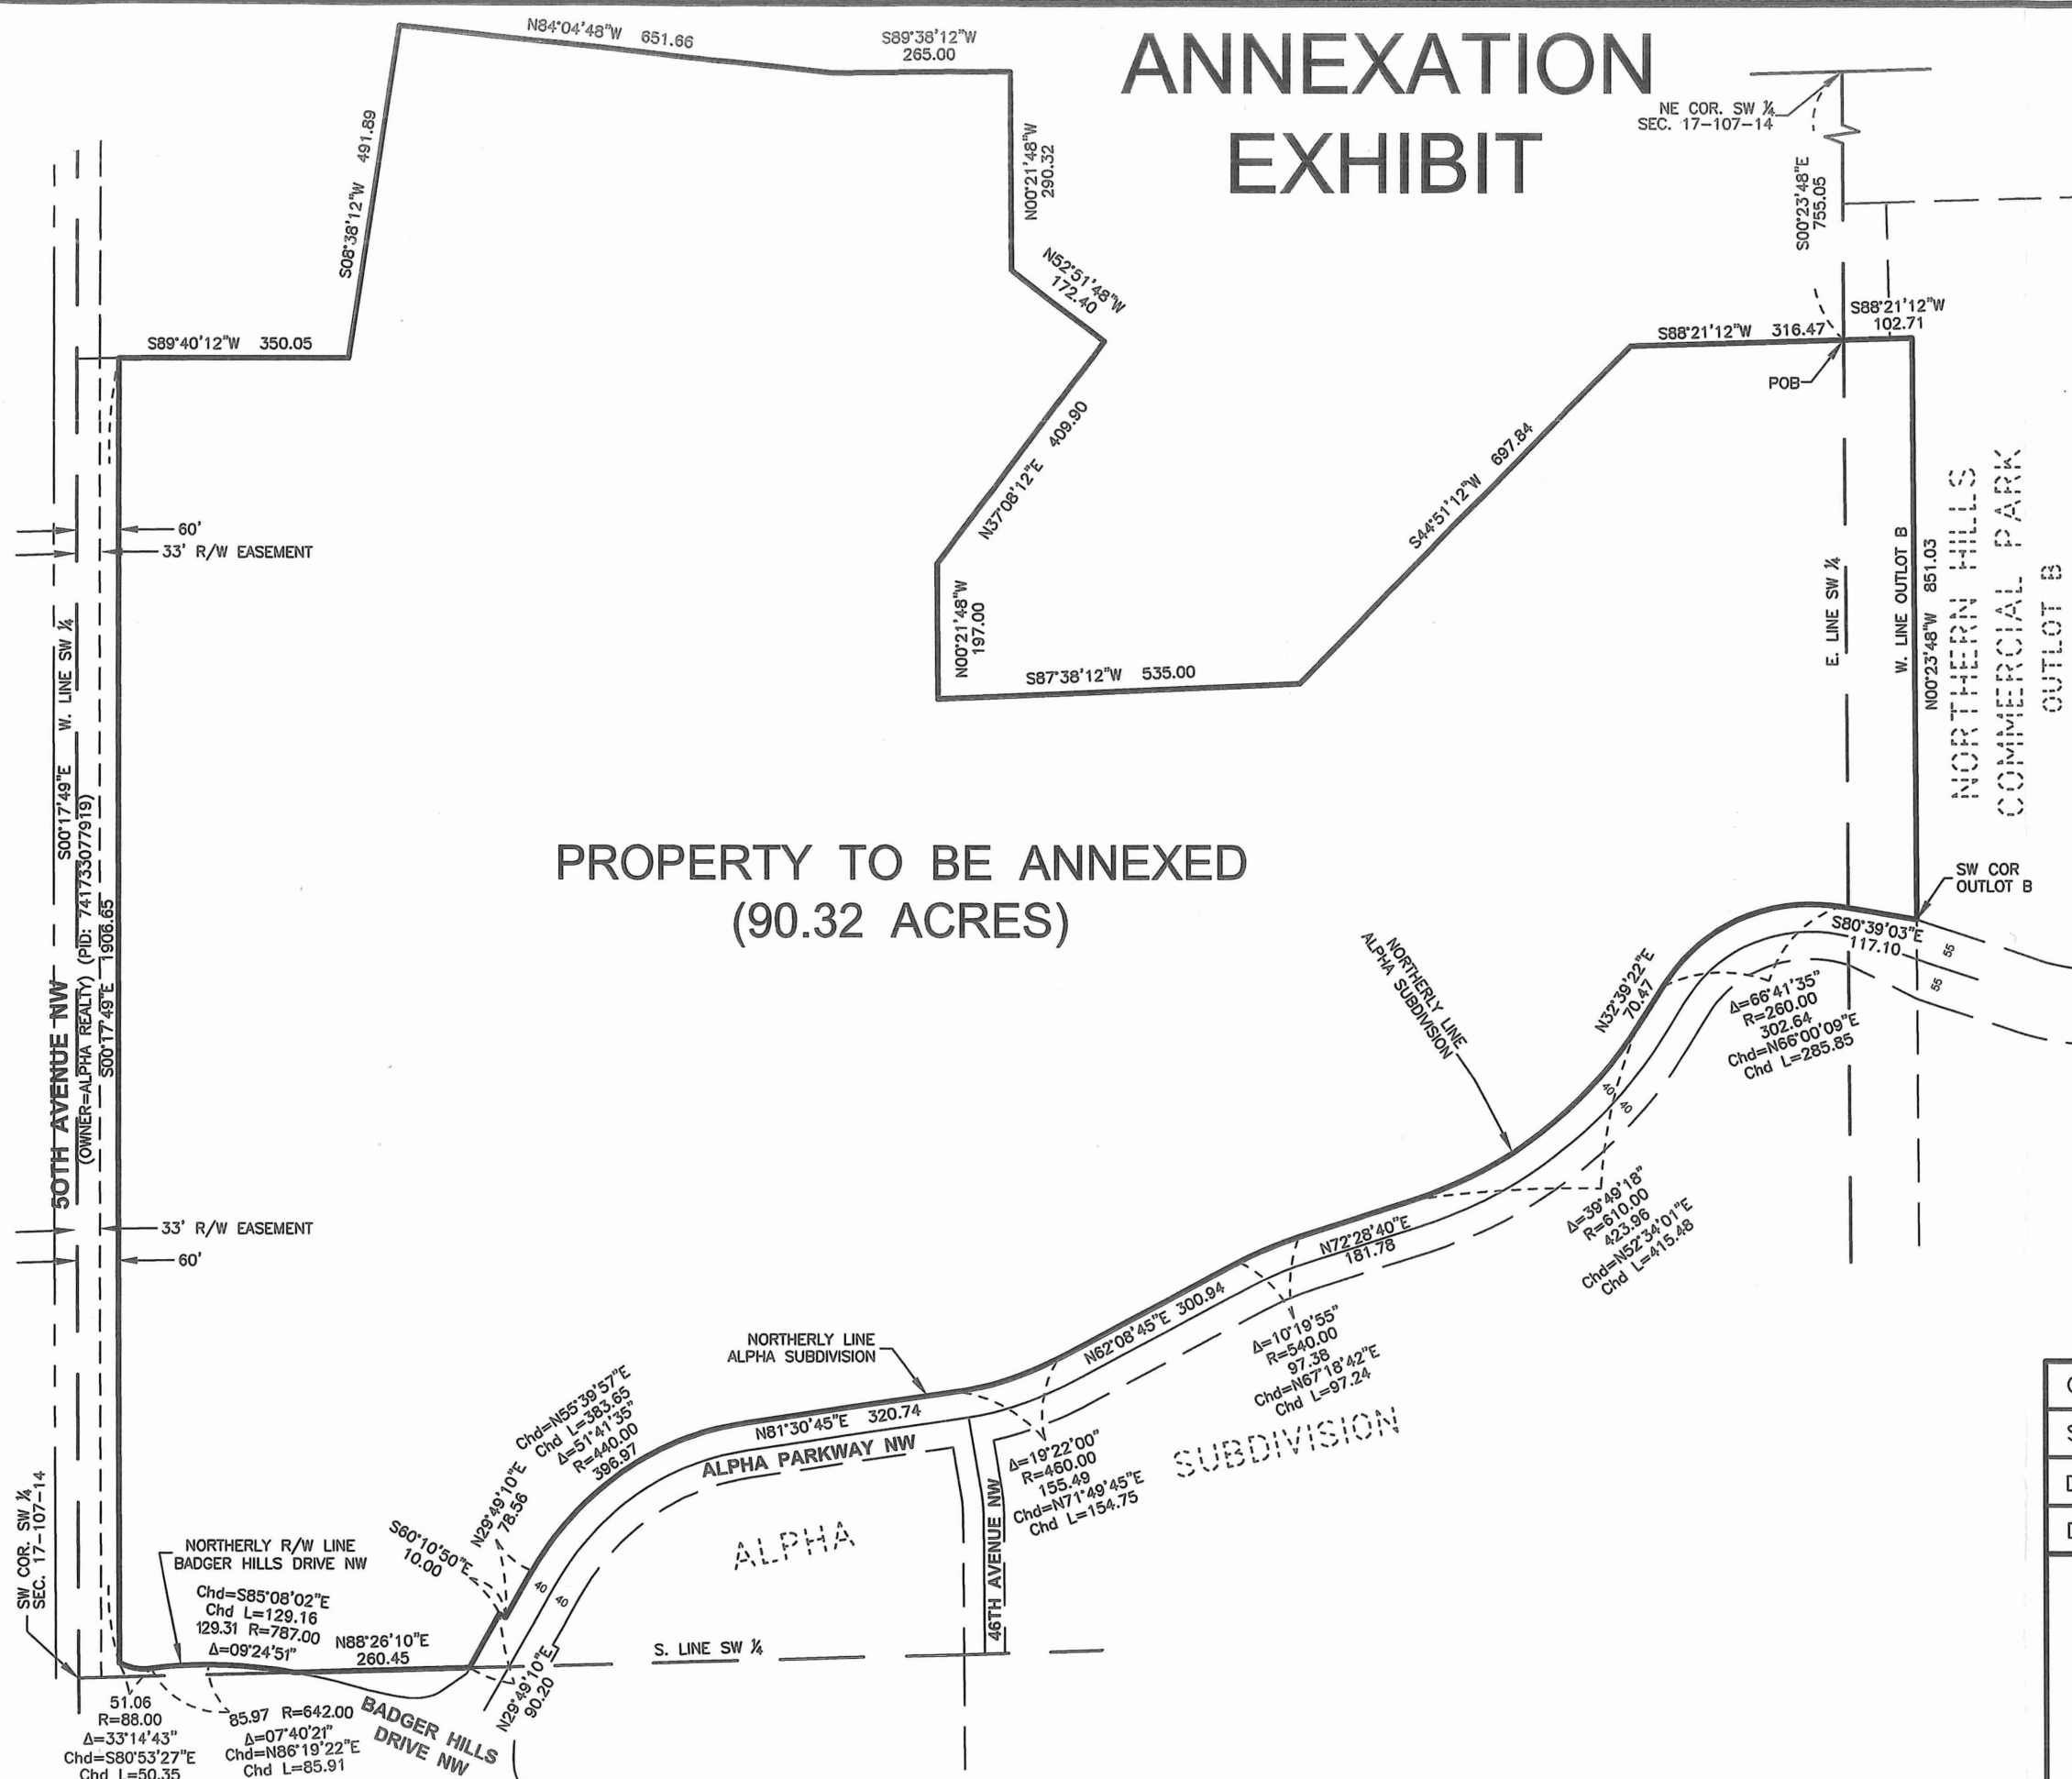 ANNEXATION
EXHIBIT
N84°04'48"W 651.66
S89°38'12"W
265.00
S08°38'12"W 491.89
N00°21'48"W
290.32
N52°51'48"W
172.40
NE COR. SW ¼
SEC. 17-107-14
S00°23'48"E
755.05
S88°21'12"W
102.71
S88°21'12"W 316.47
POB
S89°40'12"W 350.05
N37°08'12"E 409.90
S44°51'12"W 697.84
60'
33' R/W EASEMENT
N00°21'48"W
197.00
S87°38'12"W 535.00
E. LINE SW ¼
W. LINE OUTLOT B
N00°23'48"W 851.03
NORTHERN HILLS
COMMERCIAL PARK
OUTLOT B
S00°17'49"E W. LINE SW ¼
50TH AVENUE NW
(OWNER=ALPHA REALTY) (PID: 741733077919)
S00°17'49"E 1906.65
PROPERTY TO BE ANNEXED
(90.32 ACRES)
SW COR
OUTLOT B
S80°39'03"E
117.10
55
55
NORTHERLY LINE
ALPHA SUBDIVISION
N32°39'22"E
70.47
Δ=66°41'35"
R=260.00
302.64
Chd=N66°00'09"E
Chd L=285.85
40
40
33' R/W EASEMENT
60'
Δ=39°49'18"
R=610.00
423.96
Chd=N52°34'01"E
Chd L=415.48
N72°28'40"E
181.78
N62°08'45"E 300.94
Δ=10°19'55"
R=540.00
97.38
Chd=N67°18'42"E
Chd L=97.24
NORTHERLY LINE
ALPHA SUBDIVISION
Chd=N55°39'57"E
Chd L=383.65
Δ=51°41'35"
R=440.00
396.97
N81°30'45"E 320.74
ALPHA PARKWAY NW
Δ=19°22'00"
R=460.00
155.49
Chd=N71°49'45"E
Chd L=154.75
SUBDIVISION
ALPHA
46TH AVENUE NW
N29°49'10"E
78.56
S60°10'50"E
10.00
40
40
SW COR. SW ¼
SEC. 17-107-14
NORTHERLY R/W LINE
BADGER HILLS DRIVE NW
Chd=S85°08'02"E
Chd L=129.16
129.31 R=787.00
Δ=09°24'51"
N88°26'10"E
260.45
S. LINE SW ¼
N29°49'10"E
90.20
BADGER HILLS
DRIVE NW
51.06
R=88.00
Δ=33°14'43"
Chd=S80°53'27"E
Chd L=50.35
85.97 R=642.00
Δ=07°40'21"
Chd=N86°19'22"E
Chd L=85.91